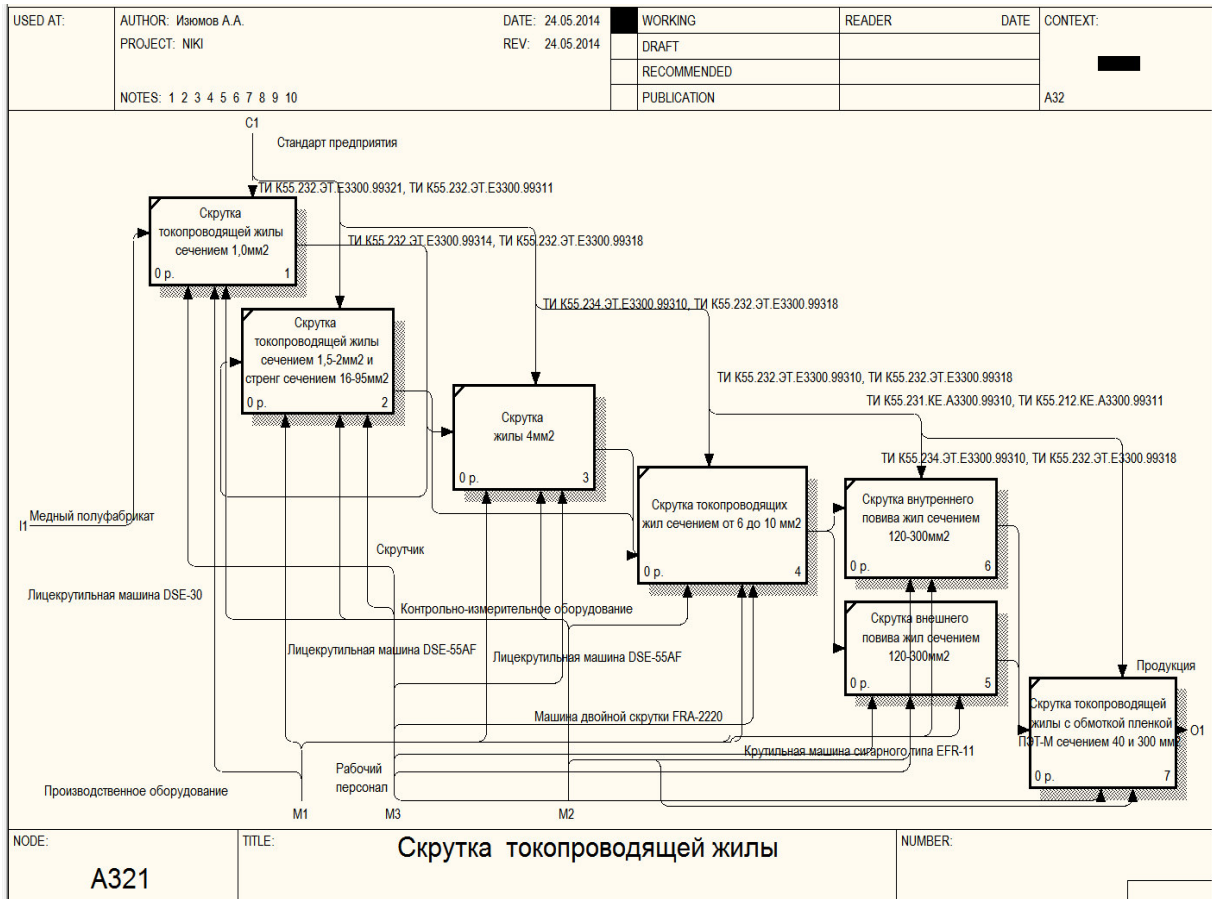 USED AT:
AUTHOR: Изюмов А.А.
DATE: 24.05.2014
PROJECT: NIKI
REV: 24.05.2014
NOTES: 1 2 3 4 5 6 7 8 9 10
WORKING
DRAFT
RECOMMENDED
PUBLICATION
READER
DATE
CONTEXT:
A32
C1
Стандарт предприятия
ТИ К55.232.ЭТ.Е3300.99321, ТИ К55.232.ЭТ.Е3300.99311
Скрутка
токопроводящей жилы
сечением 1,0мм2
0 р.
1
ТИ К55.232.ЭТ.Е3300.99314, ТИ К55.232.ЭТ.Е3300.99318
ТИ К55.234.ЭТ.Е3300.99310, ТИ К55.232.ЭТ.Е3300.99318
Скрутка
токопроводящей жилы
сечением 1,5-2мм2 и
стренг сечением 16-95мм2
0 р.
2
ТИ К55.232.ЭТ.Е3300.99310, ТИ К55.232.ЭТ.Е3300.99318
ТИ К55.231.КЕ.А3300.99310, ТИ К55.212.КЕ.А3300.99311
Скрутка
жилы 4мм2
0 р.
3
ТИ К55.234.ЭТ.Е3300.99310, ТИ К55.232.ЭТ.Е3300.99318
Скрутка токопроводящих
жил сечением от 6 до 10 мм2
0 р.
4
Скрутка внутреннего
повива жил сечением
120-300мм2
0 р.
6
I1
Медный полуфабрикат
Скрутчик
Лицекрутильная машина DSE-30
Контрольно-измерительное оборудование
Скрутка внешнего
повива жил сечением
120-300мм2
0 р.
5
Лицекрутильная машина DSE-55AF
Лицекрутильная машина DSE-55AF
Продукция
Скрутка токопроводящей
жилы с обмоткой пленкой
ПЭТ-М сечением 40 и 300 мм2
0 р.
7
O1
Машина двойной скрутки FRA-2220
Крутильная машина сигарного типа EFR-11
Рабочий
персонал
Производственное оборудование
M1
M3
M2
NODE:
A321
TITLE:
Скрутка токопроводящей жилы
NUMBER: